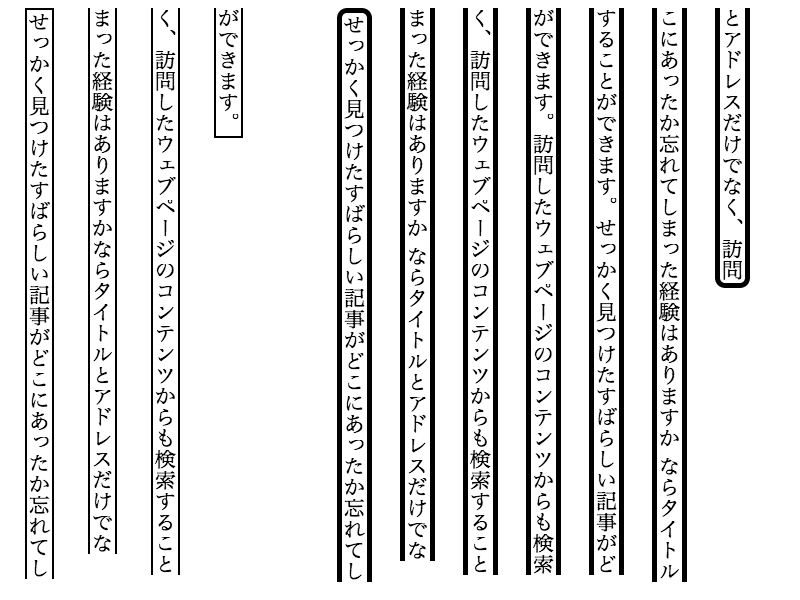 せっかく見つけたすばらしい記事がどこにあったか忘れてし
まった経験はありますかならタイトルとアドレスだけでな
く、訪問したウェブページのコンテンツからも検索すること
ができます。
せっかく見つけたすばらしい記事がどこにあったか忘れてし
まった経験はありますか ならタイトルとアドレスだけでな
く、訪問したウェブページのコンテンツからも検索すること
ができます。訪問したウェブページのコンテンツからも検索
することができます。せっかく見つけたすばらしい記事がど
こにあったか忘れてしまった経験はありますか ならタイトル
とアドレスだけでなく、訪問